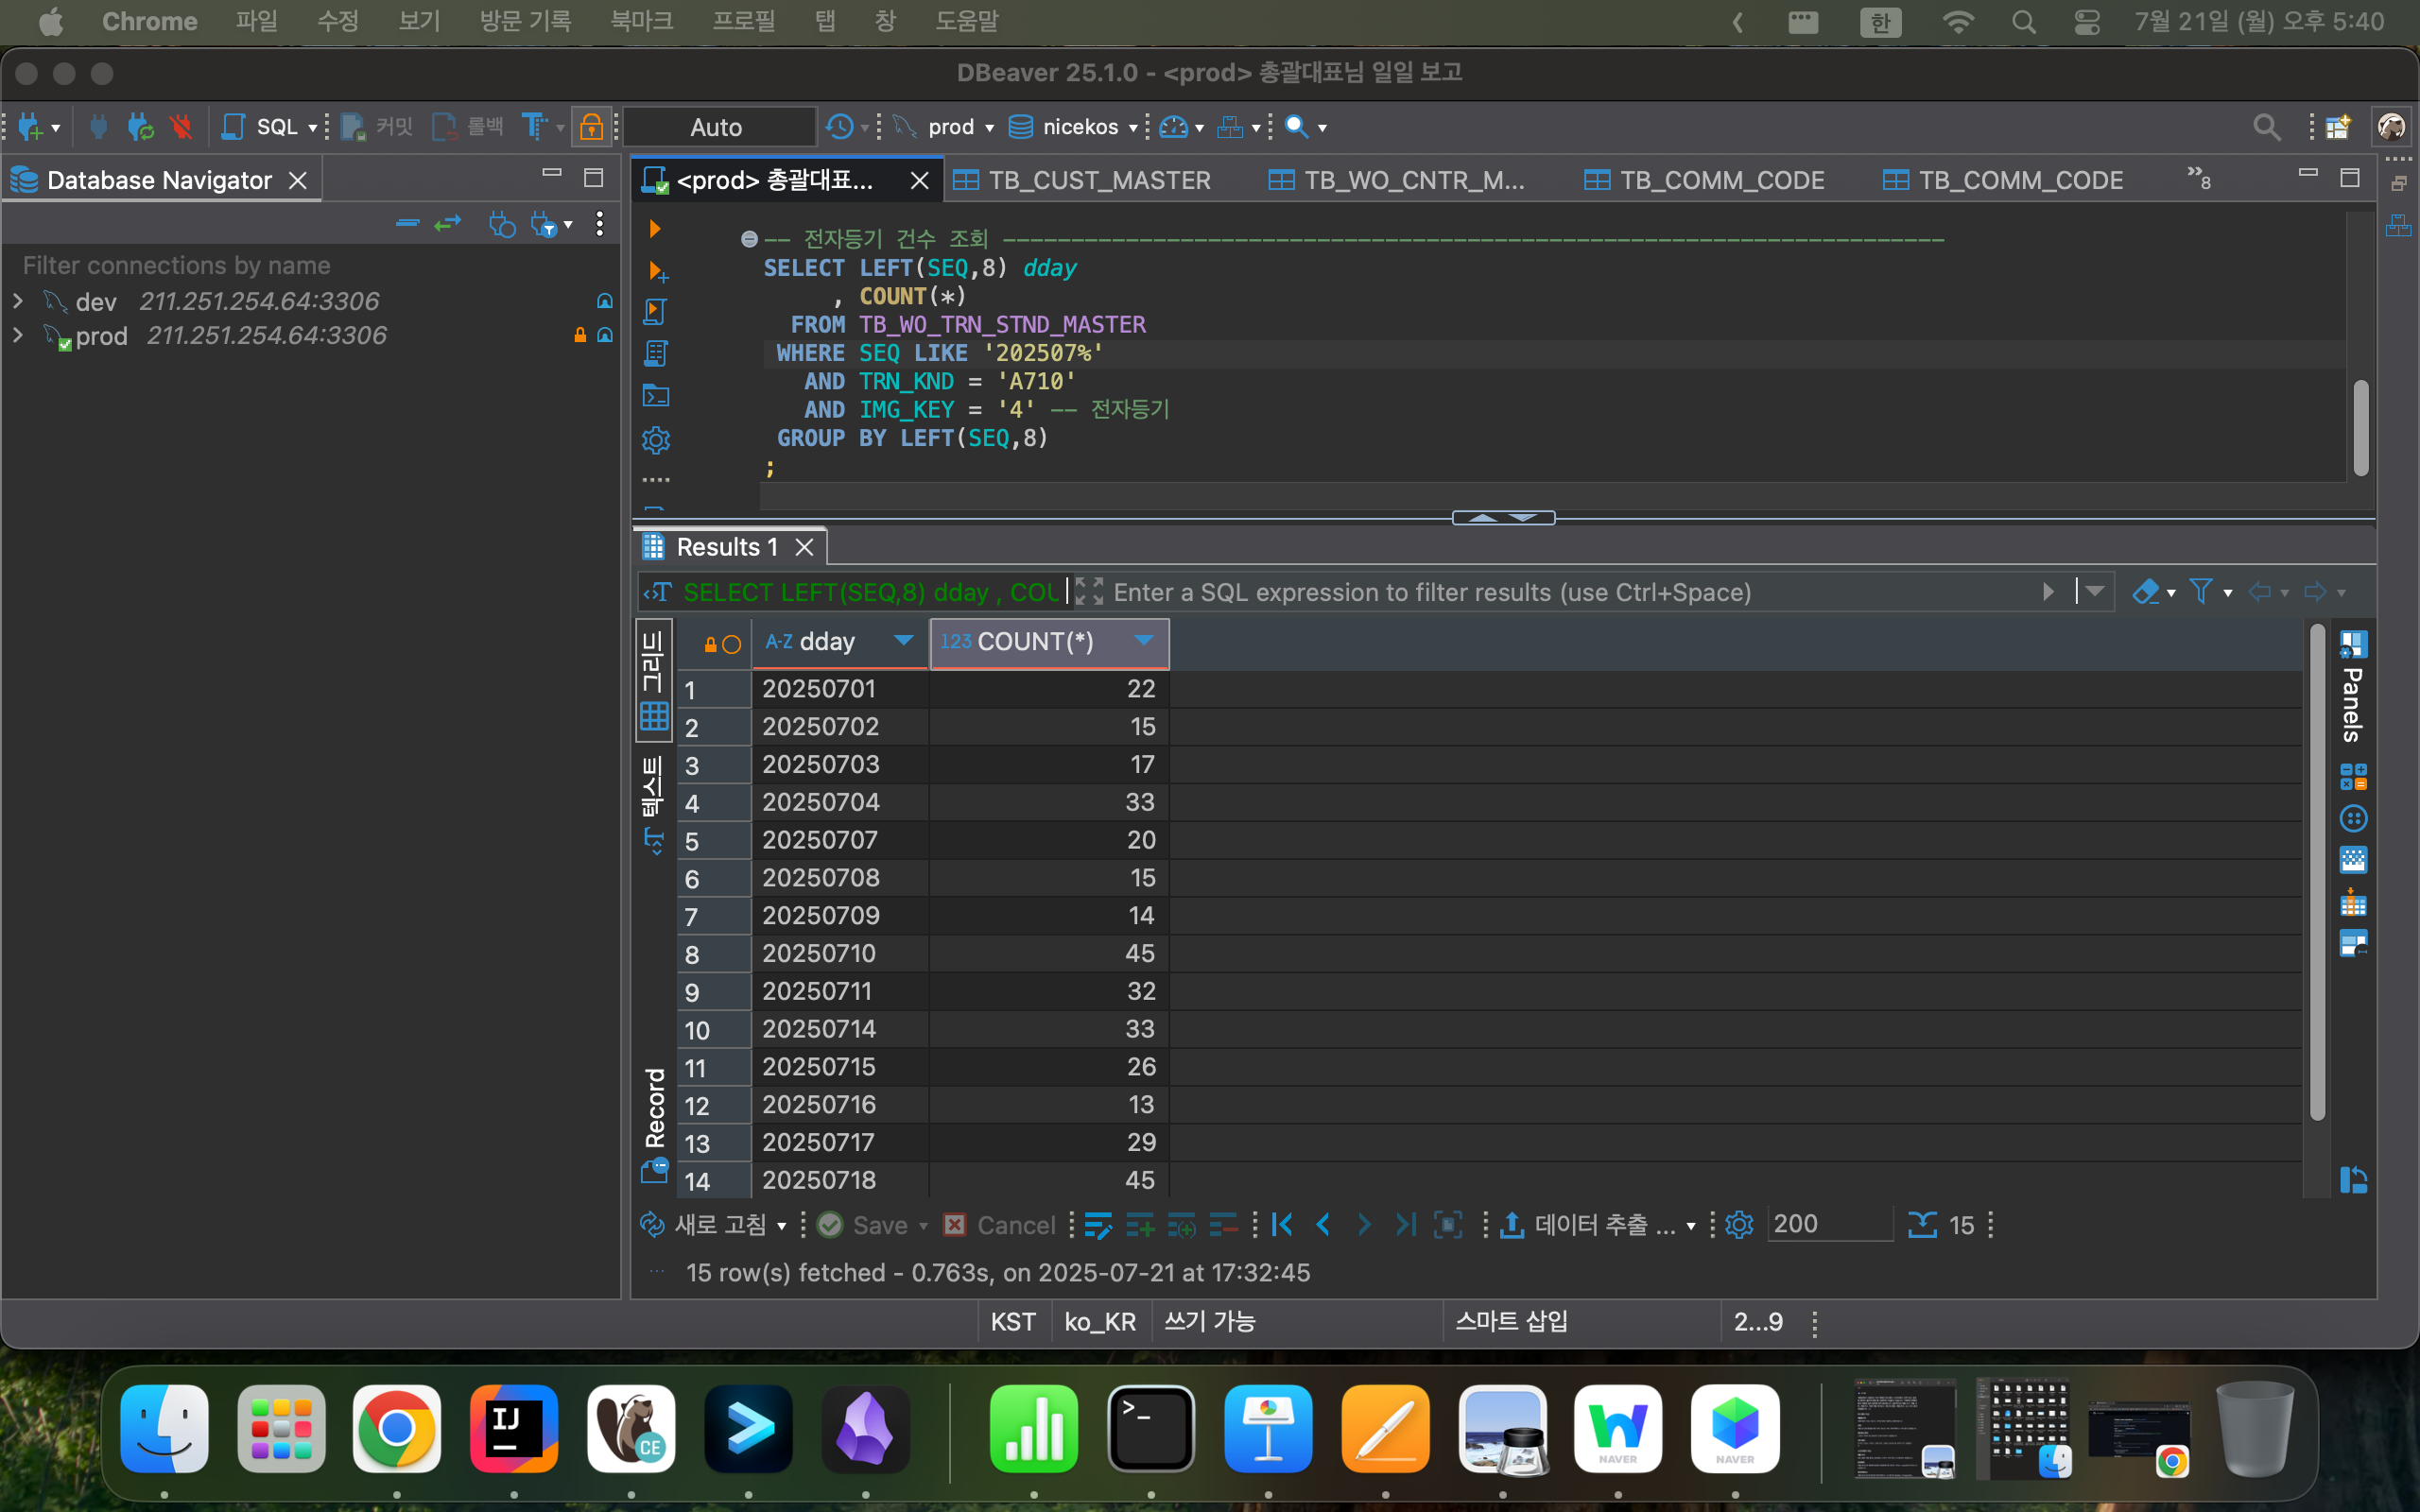 Chrome 파일 수정 보기 방문 기록 북마크 프로필 탭 창 도움말 한 7월 21일 (월) 오후 5:40
DBeaver 25.1.0 - <prod> 총괄대표님 일일 보고
SQL 커밋 롤백 Auto prod nicekos
Database Navigator
<prod> 총괄대표... TB_CUST_MASTER TB_WO_CNTR_M... TB_COMM_CODE TB_COMM_CODE »8
Filter connections by name
dev 211.251.254.64:3306
prod 211.251.254.64:3306
-- 전자등기 건수 조회 ---------------------------------------------------------------------
SELECT LEFT(SEQ,8) dday
, COUNT(*)
FROM TB_WO_TRN_STND_MASTER
WHERE SEQ LIKE '202507%'
AND TRN_KND = 'A710'
AND IMG_KEY = '4' -- 전자등기
GROUP BY LEFT(SEQ,8)
;
Results 1
SELECT LEFT(SEQ,8) dday , COU Enter a SQL expression to filter results (use Ctrl+Space)
그리드
텍스트
Record
Panels
A-Z dday 123 COUNT(*)
1 20250701 22
2 20250702 15
3 20250703 17
4 20250704 33
5 20250707 20
6 20250708 15
7 20250709 14
8 20250710 45
9 20250711 32
10 20250714 33
11 20250715 26
12 20250716 13
13 20250717 29
14 20250718 45
새로 고침 Save Cancel 데이터 추출 ... 200 15
15 row(s) fetched - 0.763s, on 2025-07-21 at 17:32:45
KST ko_KR 쓰기 가능 스마트 삽입 2...9
IJ
CE
NAVER
NAVER